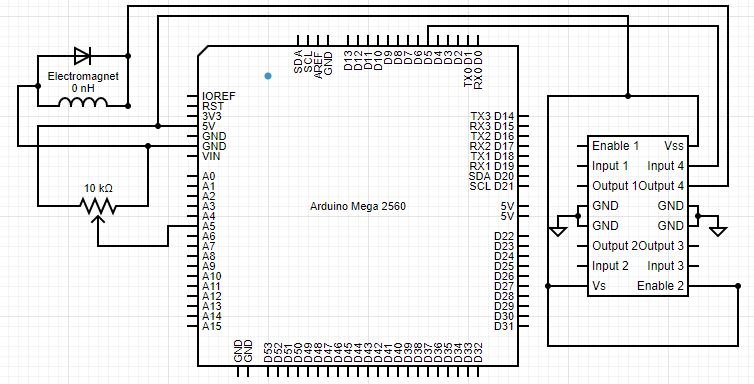 Electromagnet
0 nH
10 kΩ
SDA
SCL
AREF
GND
D13
D12
D11
D10
D9
D8
D7
D6
D5
D4
D3
D2
TX0 D1
RX0 D0
IOREF
RST
3V3
5V
GND
GND
VIN
A0
A1
A2
A3
A4
A5
A6
A7
A8
A9
A10
A11
A12
A13
A14
A15
Arduino Mega 2560
TX3 D14
RX3 D15
TX2 D16
RX2 D17
TX1 D18
RX1 D19
SDA D20
SCL D21
5V
5V
D22
D23
D24
D25
D26
D27
D28
D29
D30
D31
GND
GND
D53
D52
D51
D50
D49
D48
D47
D46
D45
D44
D43
D42
D41
D40
D39
D38
D37
D36
D35
D34
D33
D32
Enable 1 Vss
Input 1 Input 4
Output 1 Output 4
GND GND
GND GND
Output 2 Output 3
Input 2 Input 3
Vs Enable 2